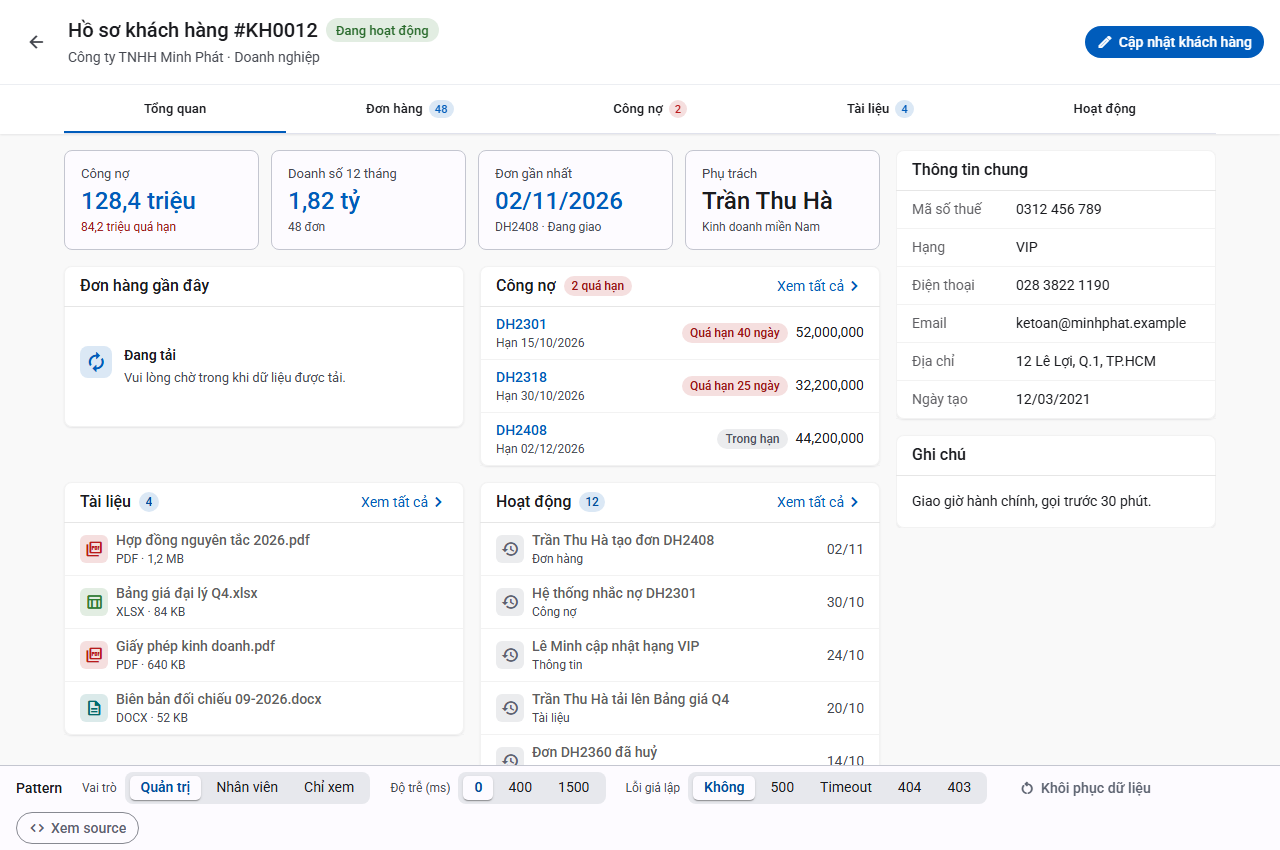 Hồ sơ khách hàng #KH0012 Đang hoạt động
Công ty TNHH Minh Phát · Doanh nghiệp
Cập nhật khách hàng
Tổng quan Đơn hàng 48 Công nợ 2 Tài liệu 4 Hoạt động
Công nợ
128,4 triệu
84,2 triệu quá hạn
Doanh số 12 tháng
1,82 tỷ
48 đơn
Đơn gần nhất
02/11/2026
DH2408 · Đang giao
Phụ trách
Trần Thu Hà
Kinh doanh miền Nam
Đơn hàng gần đây
Đang tải
Vui lòng chờ trong khi dữ liệu được tải.
Công nợ 2 quá hạn Xem tất cả
DH2301
Hạn 15/10/2026
Quá hạn 40 ngày 52,000,000
DH2318
Hạn 30/10/2026
Quá hạn 25 ngày 32,200,000
DH2408
Hạn 02/12/2026
Trong hạn 44,200,000
Tài liệu 4 Xem tất cả
Hợp đồng nguyên tắc 2026.pdf
PDF · 1,2 MB
Bảng giá đại lý Q4.xlsx
XLSX · 84 KB
Giấy phép kinh doanh.pdf
PDF · 640 KB
Biên bản đối chiếu 09-2026.docx
DOCX · 52 KB
Hoạt động 12 Xem tất cả
Trần Thu Hà tạo đơn DH2408
Đơn hàng
02/11
Hệ thống nhắc nợ DH2301
Công nợ
30/10
Lê Minh cập nhật hạng VIP
Thông tin
24/10
Trần Thu Hà tải lên Bảng giá Q4
Tài liệu
20/10
Đơn DH2360 đã huỷ
14/10
Thông tin chung
Mã số thuế 0312 456 789
Hạng VIP
Điện thoại 028 3822 1190
Email ketoan@minhphat.example
Địa chỉ 12 Lê Lợi, Q.1, TP.HCM
Ngày tạo 12/03/2021
Ghi chú
Giao giờ hành chính, gọi trước 30 phút.
Pattern Vai trò Quản trị Nhân viên Chỉ xem Độ trễ (ms) 0 400 1500 Lỗi giả lập Không 500 Timeout 404 403 Khôi phục dữ liệu
Xem source